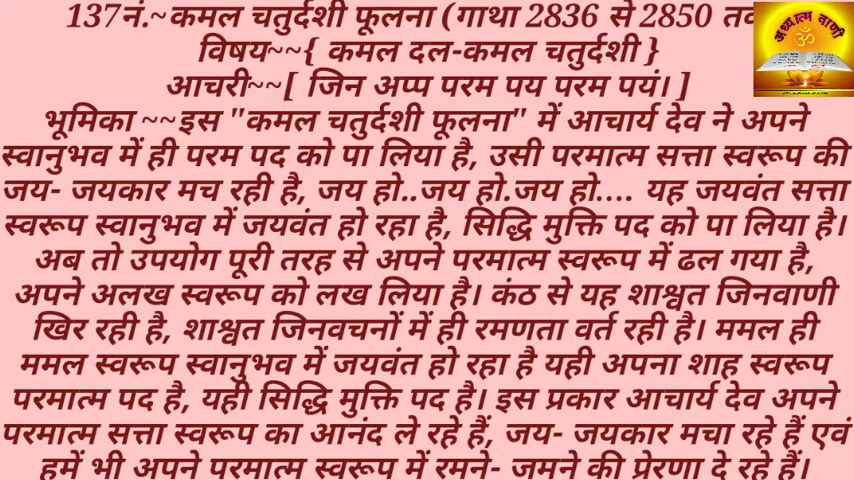 137नं.~कमल चतुर्दशी फूलना (गाथा 2836 से 2850
विषय~~{ कमल दल-कमल चतुर्दशी }
आचरी~~[ जिन अप्प परम पय परम पयं। ]
भूमिका ~~इस "कमल चतुर्दशी फूलना" में आचार्य देव ने अपने
स्वानुभव में ही परम पद को पा लिया है, उसी परमात्म सत्ता स्वरूप की
जय- जयकार मच रही है, जय हो..जय हो.जय हो.... यह जयवंत सत्ता
स्वरूप स्वानुभव में जयवंत हो रहा है, सिद्धि मुक्ति पद को पा लिया है।
अब तो उपयोग पूरी तरह से अपने परमात्म स्वरूप में ढल गया है,
अपने अलख स्वरूप को लख लिया है। कंठ से यह शाश्वत जिनवाणी
खिर रही है, शाश्वत जिनवचनों में ही रमणता वर्त रही है। ममल ही
ममल स्वरूप स्वानुभव में जयवंत हो रहा है यही अपना शाह स्वरूप
परमात्म पद है, यही सिद्धि मुक्ति पद है। इस प्रकार आचार्य देव अपने
परमात्म सत्ता स्वरूप का आनंद ले रहे हैं, जय- जयकार मचा रहे हैं एवं
हमें भी अपने परमात्म स्वरूप में रमने- जमने की प्रेरणा दे रहे हैं।
अध्यात्म वाणी
ॐ